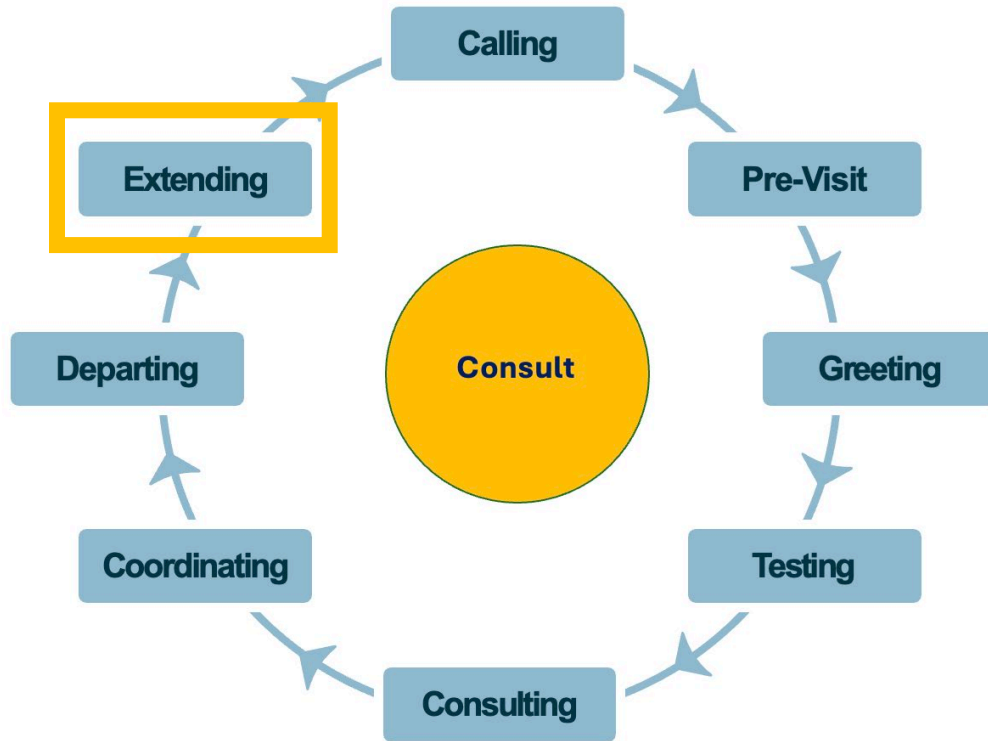 Calling
Pre-Visit
Greeting
Testing
Consulting
Coordinating
Departing
Extending
Consult